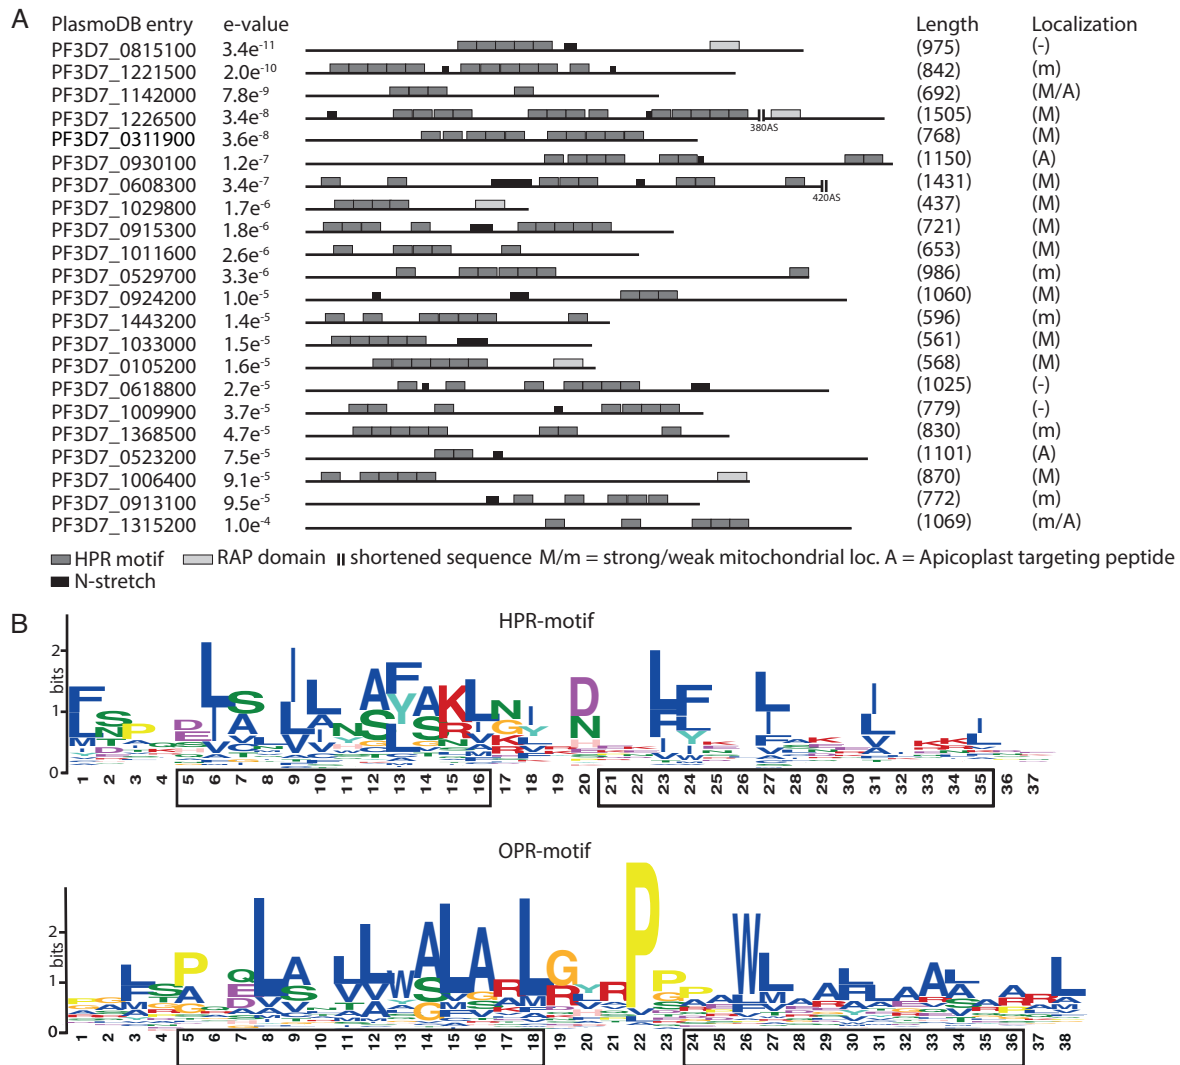 A PlasmoDB entry e-value Length Localization
PF3D7_0815100 3.4e-11 (975) (-)
PF3D7_1221500 2.0e-10 (842) (m)
PF3D7_1142000 7.8e-9 (692) (M/A)
PF3D7_1226500 3.4e-8 (1505) (M)
380AS
PF3D7_0311900 3.6e-8 (768) (M)
PF3D7_0930100 1.2e-7 (1150) (A)
PF3D7_0608300 3.4e-7 (1431) (M)
420AS
PF3D7_1029800 1.7e-6 (437) (M)
PF3D7_0915300 1.8e-6 (721) (M)
PF3D7_1011600 2.6e-6 (653) (M)
PF3D7_0529700 3.3e-6 (986) (m)
PF3D7_0924200 1.0e-5 (1060) (M)
PF3D7_1443200 1.4e-5 (596) (m)
PF3D7_1033000 1.5e-5 (561) (M)
PF3D7_0105200 1.6e-5 (568) (M)
PF3D7_0618800 2.7e-5 (1025) (-)
PF3D7_1009900 3.7e-5 (779) (-)
PF3D7_1368500 4.7e-5 (830) (m)
PF3D7_0523200 7.5e-5 (1101) (A)
PF3D7_1006400 9.1e-5 (870) (M)
PF3D7_0913100 9.5e-5 (772) (m)
PF3D7_1315200 1.0e-4 (1069) (m/A)
HPR motif RAP domain shortened sequence M/m = strong/weak mitochondrial loc. A = Apicoplast targeting peptide
N-stretch
B HPR-motif
2
bits
1
0
1 2 3 4 5 6 7 8 9 10 11 12 13 14 15 16 17 18 19 20 21 22 23 24 25 26 27 28 29 30 31 32 33 34 35 36 37
OPR-motif
2
bits
1
0
1 2 3 4 5 6 7 8 9 10 11 12 13 14 15 16 17 18 19 20 21 22 23 24 25 26 27 28 29 30 31 32 33 34 35 36 37 38